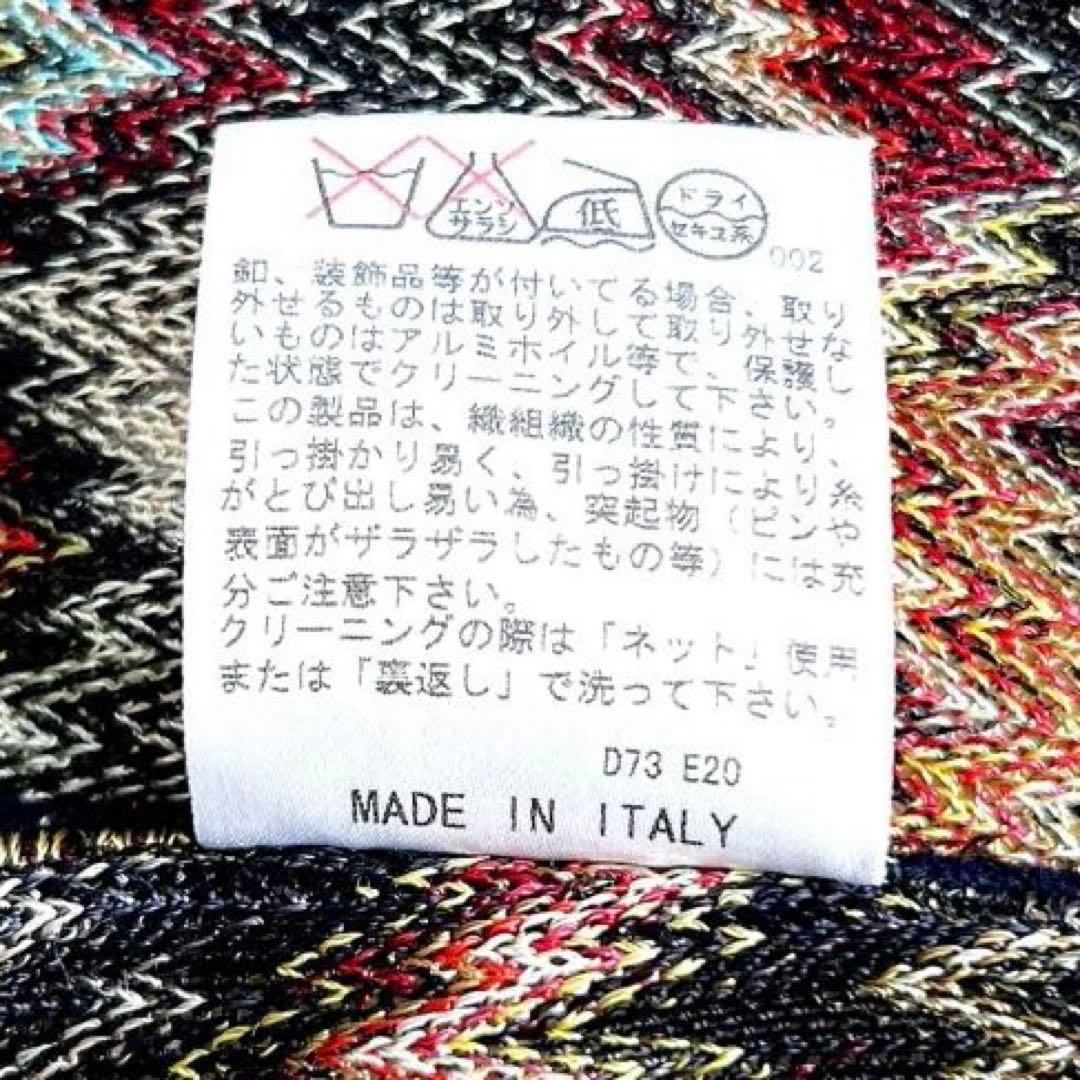 エンソ
サラシ
低
ドライ
セキユ系
002
釦、装飾品等が付いてる場合、取り
外せるものは取り外して取り外せな
いものはアルミホイル等で、保護し
た状態でクリーニングして下さい。
この製品は、織組織の性質により、
引っ掛かり易く、引っ掛けにより糸
がとび出し易い為、突起物（ピンや
表面がザラザラしたもの等）には充
分ご注意下さい。
クリーニングの際は「ネット」使用
または「裏返し」で洗って下さい。
D73 E20
MADE IN ITALY